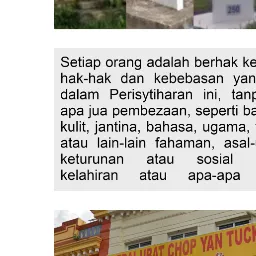 256
Setiap orang adalah berhak ke
hak-hak dan kebebasan yan
dalam Perisytiharan ini, tanp
apa jua pembezaan, seperti ba
kulit, jantina, bahasa, ugama,
atau lain-lain fahaman, asal-
keturunan atau sosial
kelahiran atau apa-apa
UBAT CHOP YAN TUCK